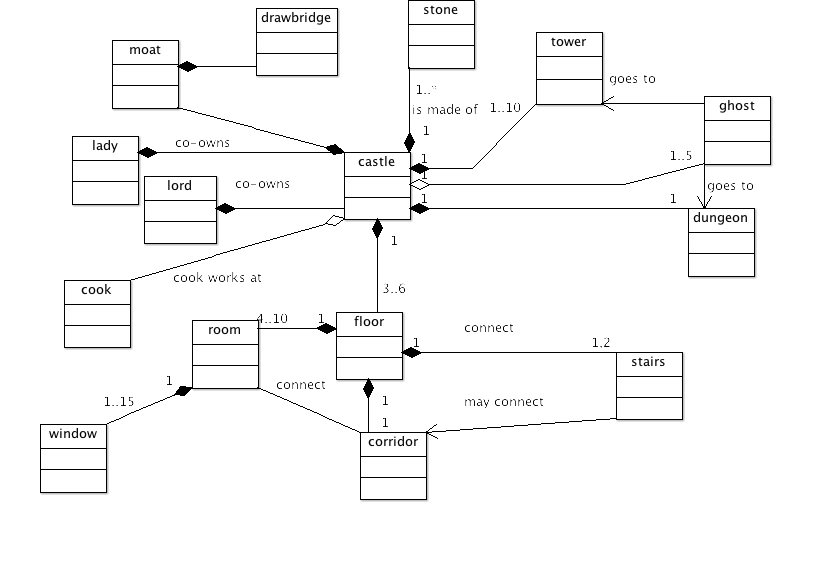 stone
drawbridge
moat
tower
goes to
ghost
1..*
is made of
1..10
1
lady
co-owns
castle
1
1
1..5
lord
co-owns
goes to
1
1
dungeon
1
cook works at
cook
3..6
room
4..10
1
floor
connect
1
1,2
stairs
connect
1
1..15
1
may connect
1
window
corridor